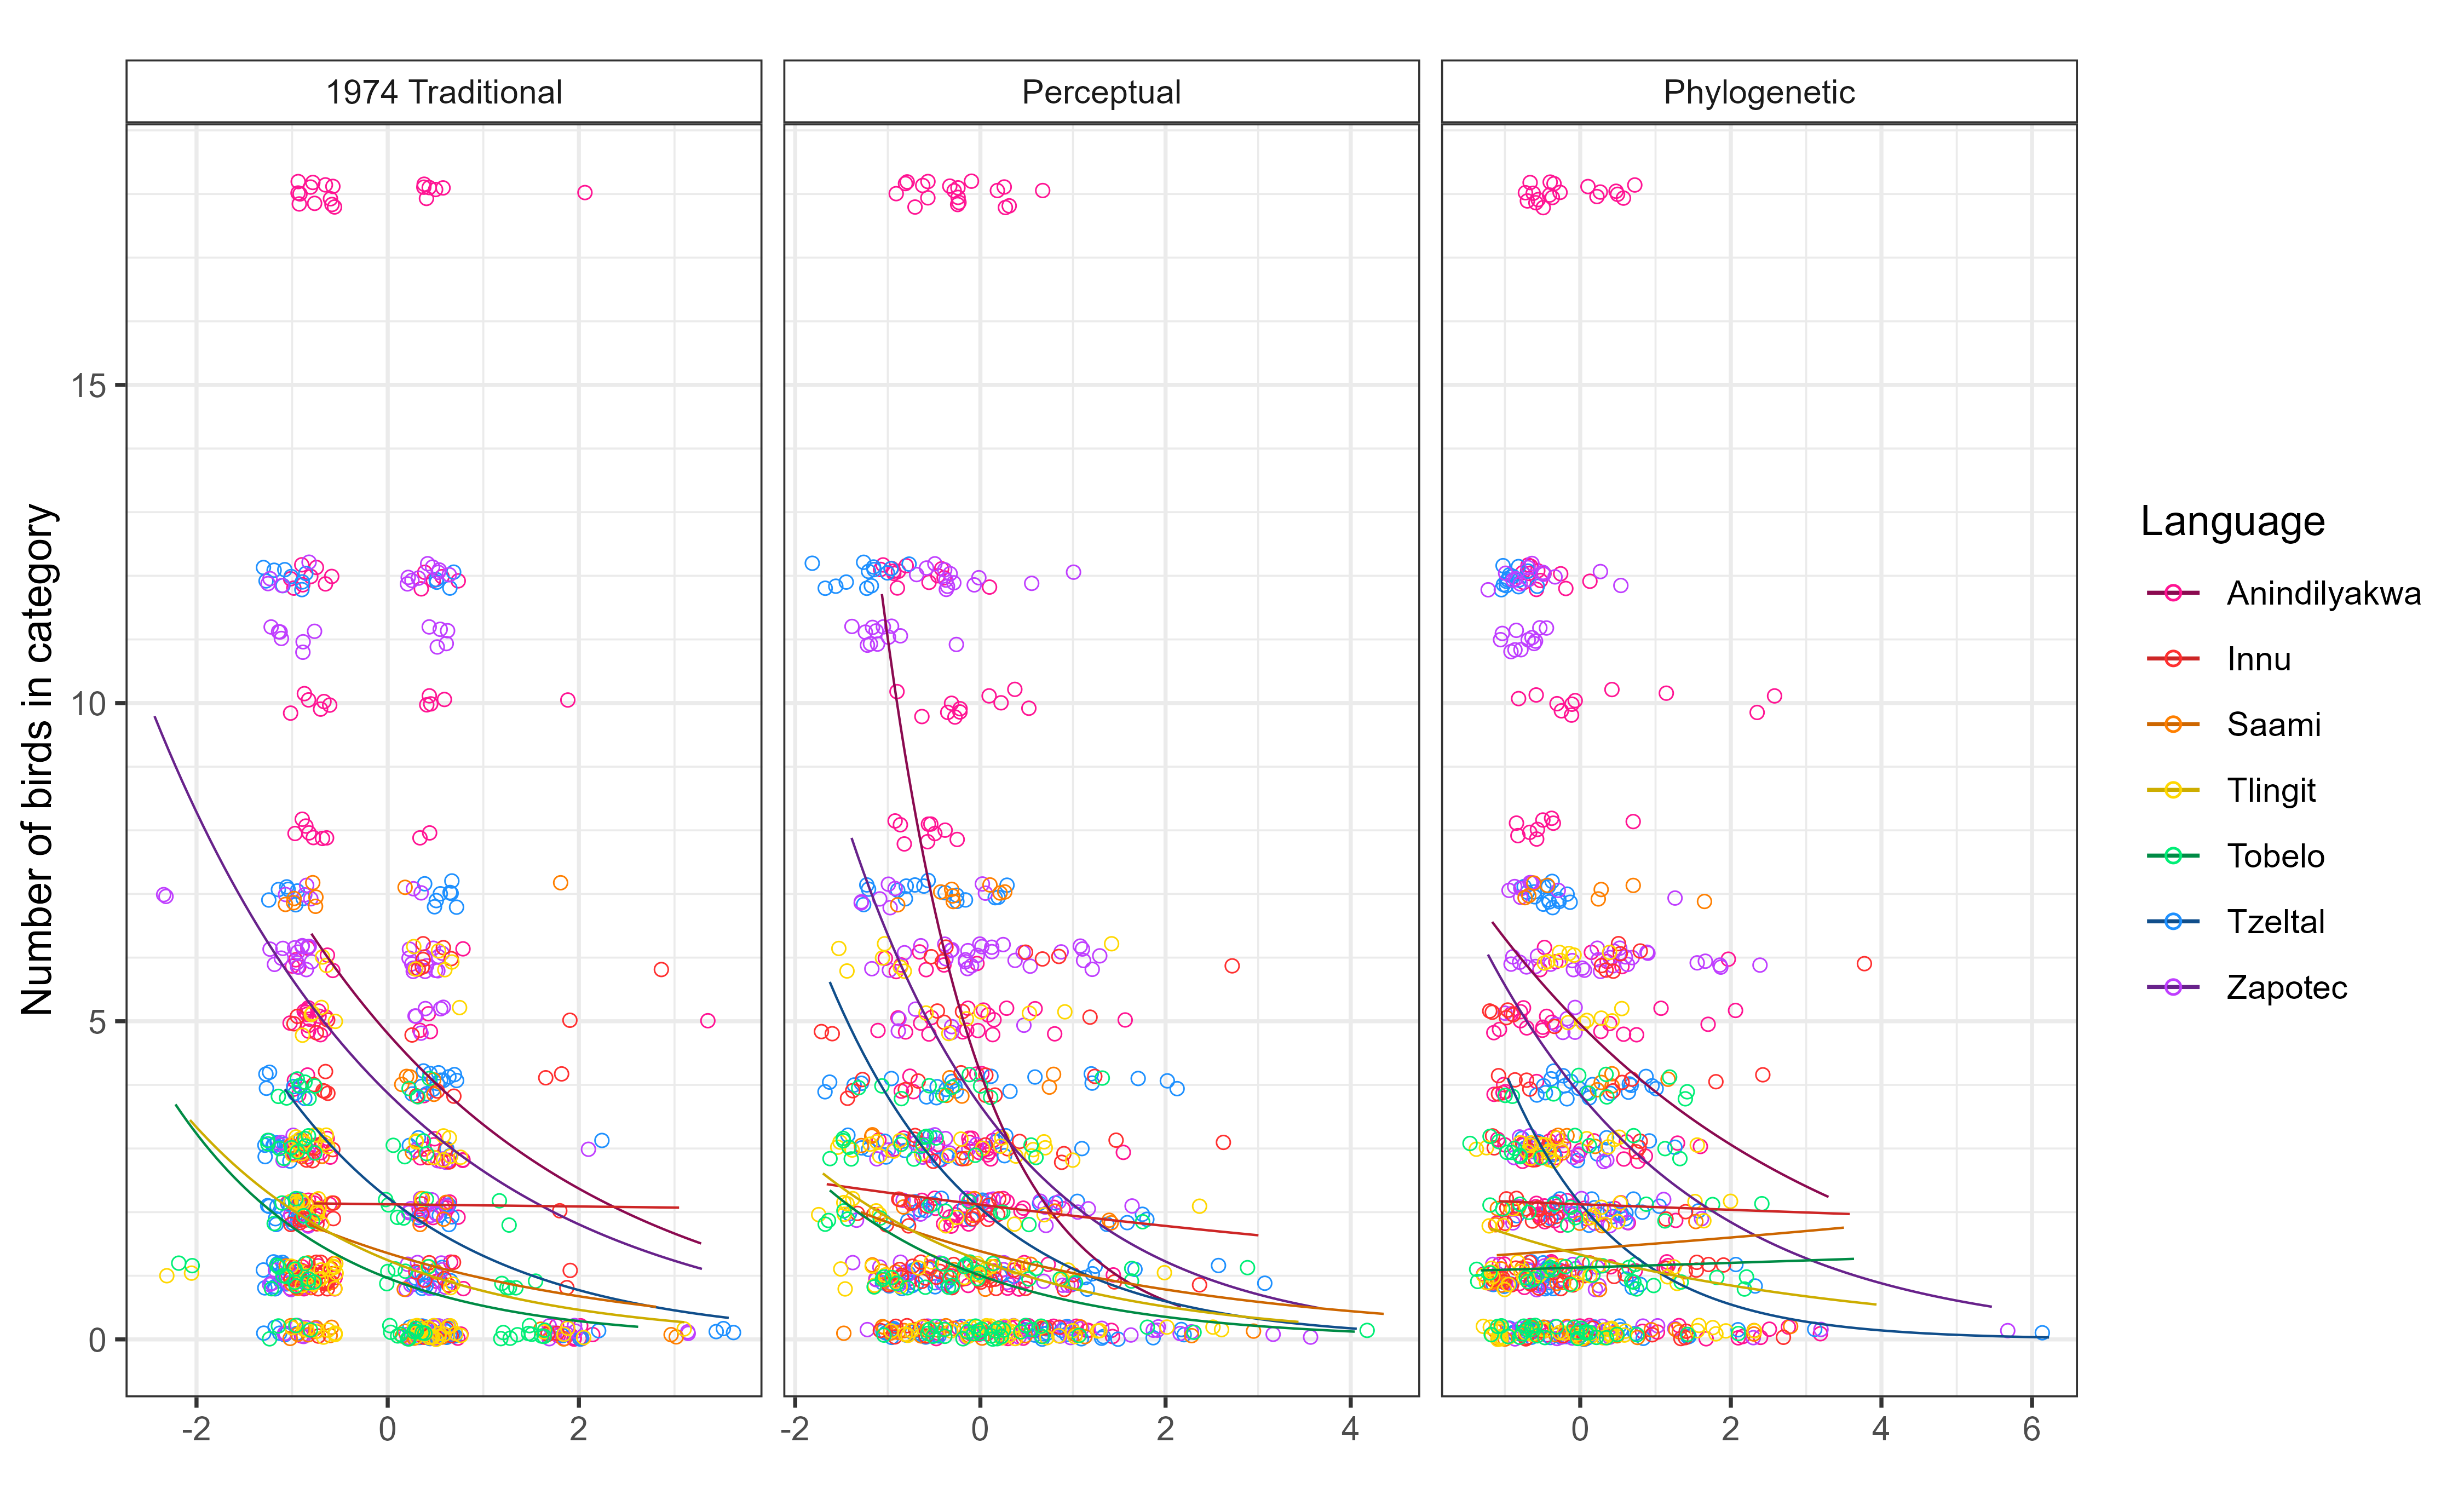 1974 Traditional
Perceptual
Phylogenetic
Number of birds in category
15
10
5
0
-2 0 2
-2 0 2 4
0 2 4 6
Language
Anindilyakwa
Innu
Saami
Tlingit
Tobelo
Tzeltal
Zapotec